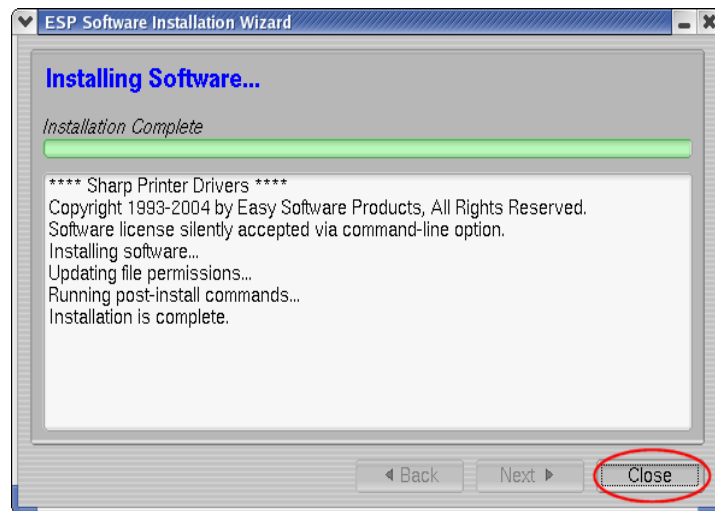 ESP Software Installation Wizard
Installing Software...
Installation Complete
**** Sharp Printer Drivers ****
Copyright 1993-2004 by Easy Software Products, All Rights Reserved.
Software license silently accepted via command-line option.
Installing software...
Updating file permissions...
Running post-install commands...
Installation is complete.
Back Next Close